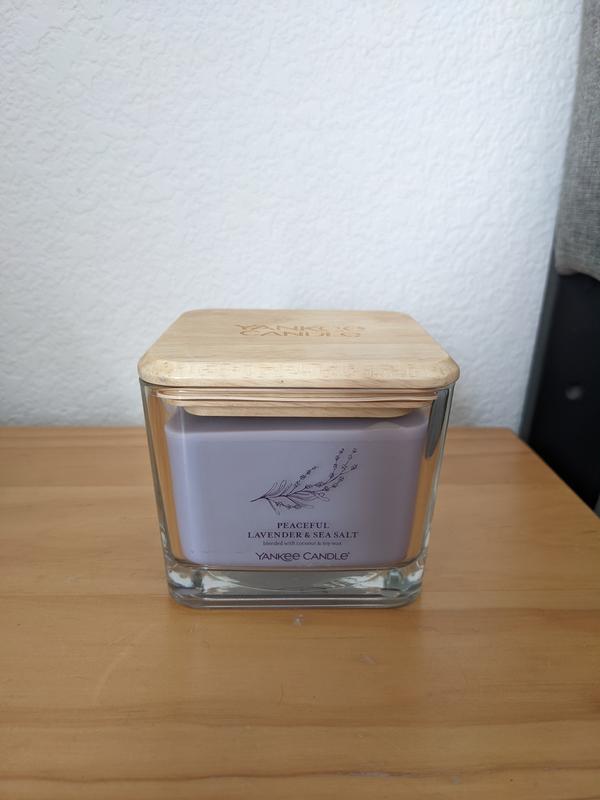 YANKEE
CANDLE
PEACEFUL
LAVENDER & SEA SALT
blended with coconut & soy wax
YANKEE CANDLE®